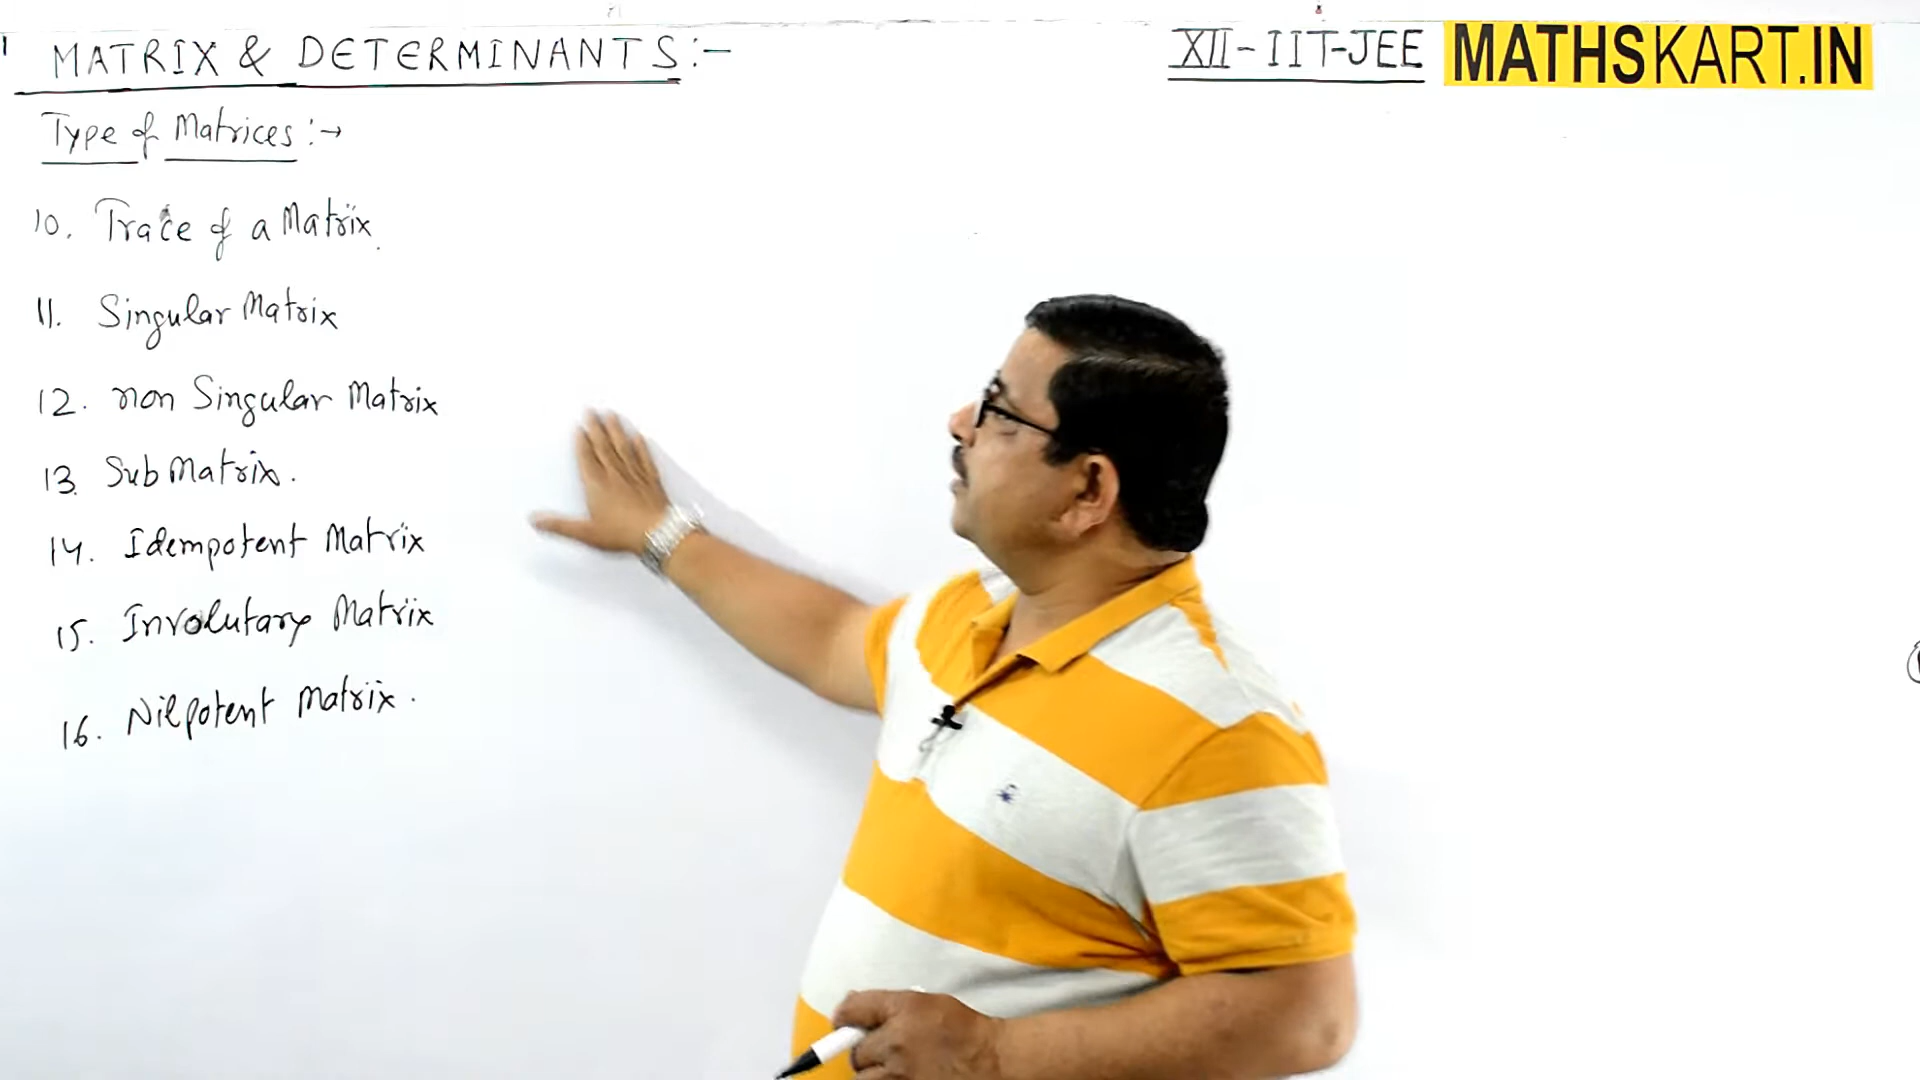 MATRIX & DETERMINANTS:-
XII-IIT-JEE MATHSKART.IN
Type of Matrices :→
10. Trace of a Matrix.
11. Singular Matrix
12. non Singular Matrix
13. Sub Matrix.
14. Idempotent Matrix
15. Involutary Matrix
16. Nilpotent Matrix.